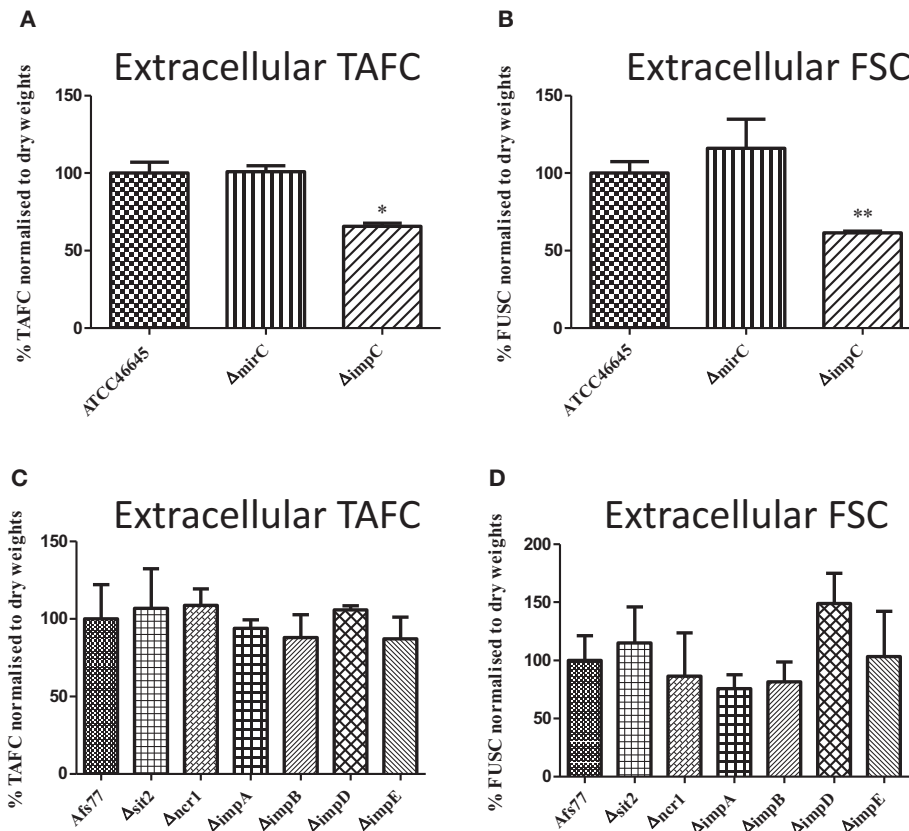 A
Extracellular TAFC
% TAFC normalised to dry weights
150
100
50
0
*
ATCC46645
ΔmirC
ΔimpC
B
Extracellular FSC
% FUSC normalised to dry weights
150
100
50
0
**
ATCC46645
ΔmirC
ΔimpC
C
Extracellular TAFC
% TAFC normalised to dry weights
150
100
50
0
Afs77
Δsit2
Δncr1
ΔimpA
ΔimpB
ΔimpD
ΔimpE
D
Extracellular FSC
% FUSC normalised to dry weights
200
150
100
50
0
Afs77
Δsit2
Δncr1
ΔimpA
ΔimpB
ΔimpD
ΔimpE